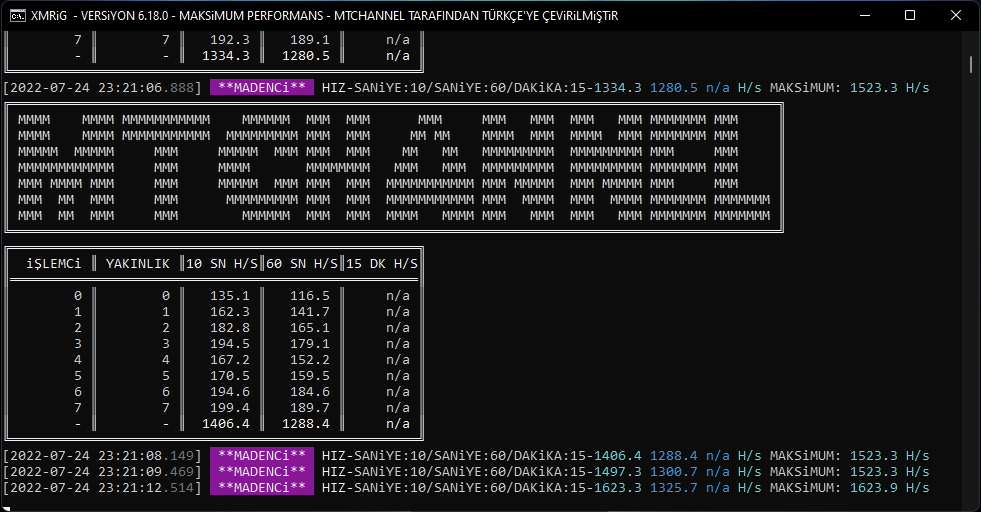 XMRiG - VERSiYON 6.18.0 - MAKSiMUM PERFORMANS - MTCHANNEL TARAFINDAN TÜRKÇE'YE ÇEViRiLMiŞTiR
7 ║ 7 ║ 192.3 ║ 189.1 ║ n/a
- ║ - ║ 1334.3 ║ 1280.5 ║ n/a
[2022-07-24 23:21:06.888] **MADENCi** HIZ-SANiYE:10/SANiYE:60/DAKiKA:15-1334.3 1280.5 n/a H/s MAKSiMUM: 1523.3 H/s
MTCHANNEL
iŞLEMCi ║ YAKINLIK ║10 SN H/S║60 SN H/S║15 DK H/S
0 ║ 0 ║ 135.1 ║ 116.5 ║ n/a
1 ║ 1 ║ 162.3 ║ 141.7 ║ n/a
2 ║ 2 ║ 182.8 ║ 165.1 ║ n/a
3 ║ 3 ║ 194.5 ║ 179.1 ║ n/a
4 ║ 4 ║ 167.2 ║ 152.2 ║ n/a
5 ║ 5 ║ 170.5 ║ 159.5 ║ n/a
6 ║ 6 ║ 194.6 ║ 184.6 ║ n/a
7 ║ 7 ║ 199.4 ║ 189.7 ║ n/a
- ║ - ║ 1406.4 ║ 1288.4 ║ n/a
[2022-07-24 23:21:08.149] **MADENCi** HIZ-SANiYE:10/SANiYE:60/DAKiKA:15-1406.4 1288.4 n/a H/s MAKSiMUM: 1523.3 H/s
[2022-07-24 23:21:09.469] **MADENCi** HIZ-SANiYE:10/SANiYE:60/DAKiKA:15-1497.3 1300.7 n/a H/s MAKSiMUM: 1523.3 H/s
[2022-07-24 23:21:12.514] **MADENCi** HIZ-SANiYE:10/SANiYE:60/DAKiKA:15-1623.3 1325.7 n/a H/s MAKSiMUM: 1623.9 H/s